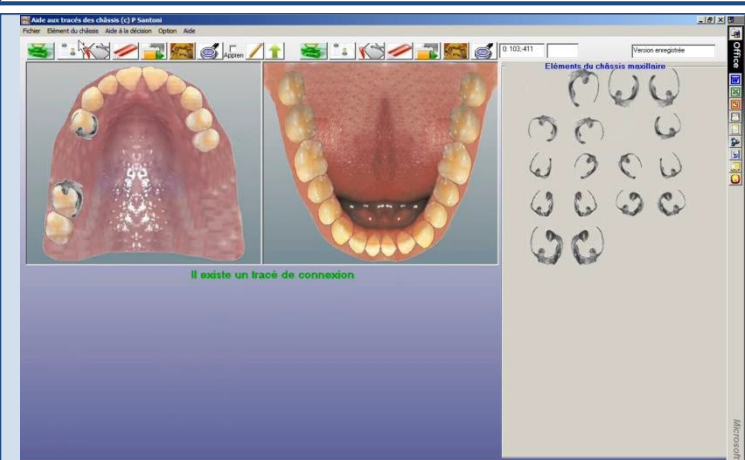 Aide aux tracés des châssis (c) P Santoni
Fichier Elément du châssis Aide à la décision Option Aide
Appren
0: 103;-411
Version enregistrée
Eléments du châssis maxillaire
Il existe un tracé de connexion
Office
Microsoft